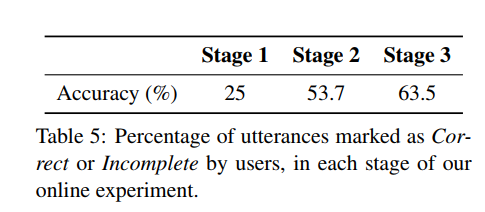 Stage 1 Stage 2 Stage 3
Accuracy (%) 25 53.7 63.5
Table 5: Percentage of utterances marked as Cor-
rect or Incomplete by users, in each stage of our
online experiment.